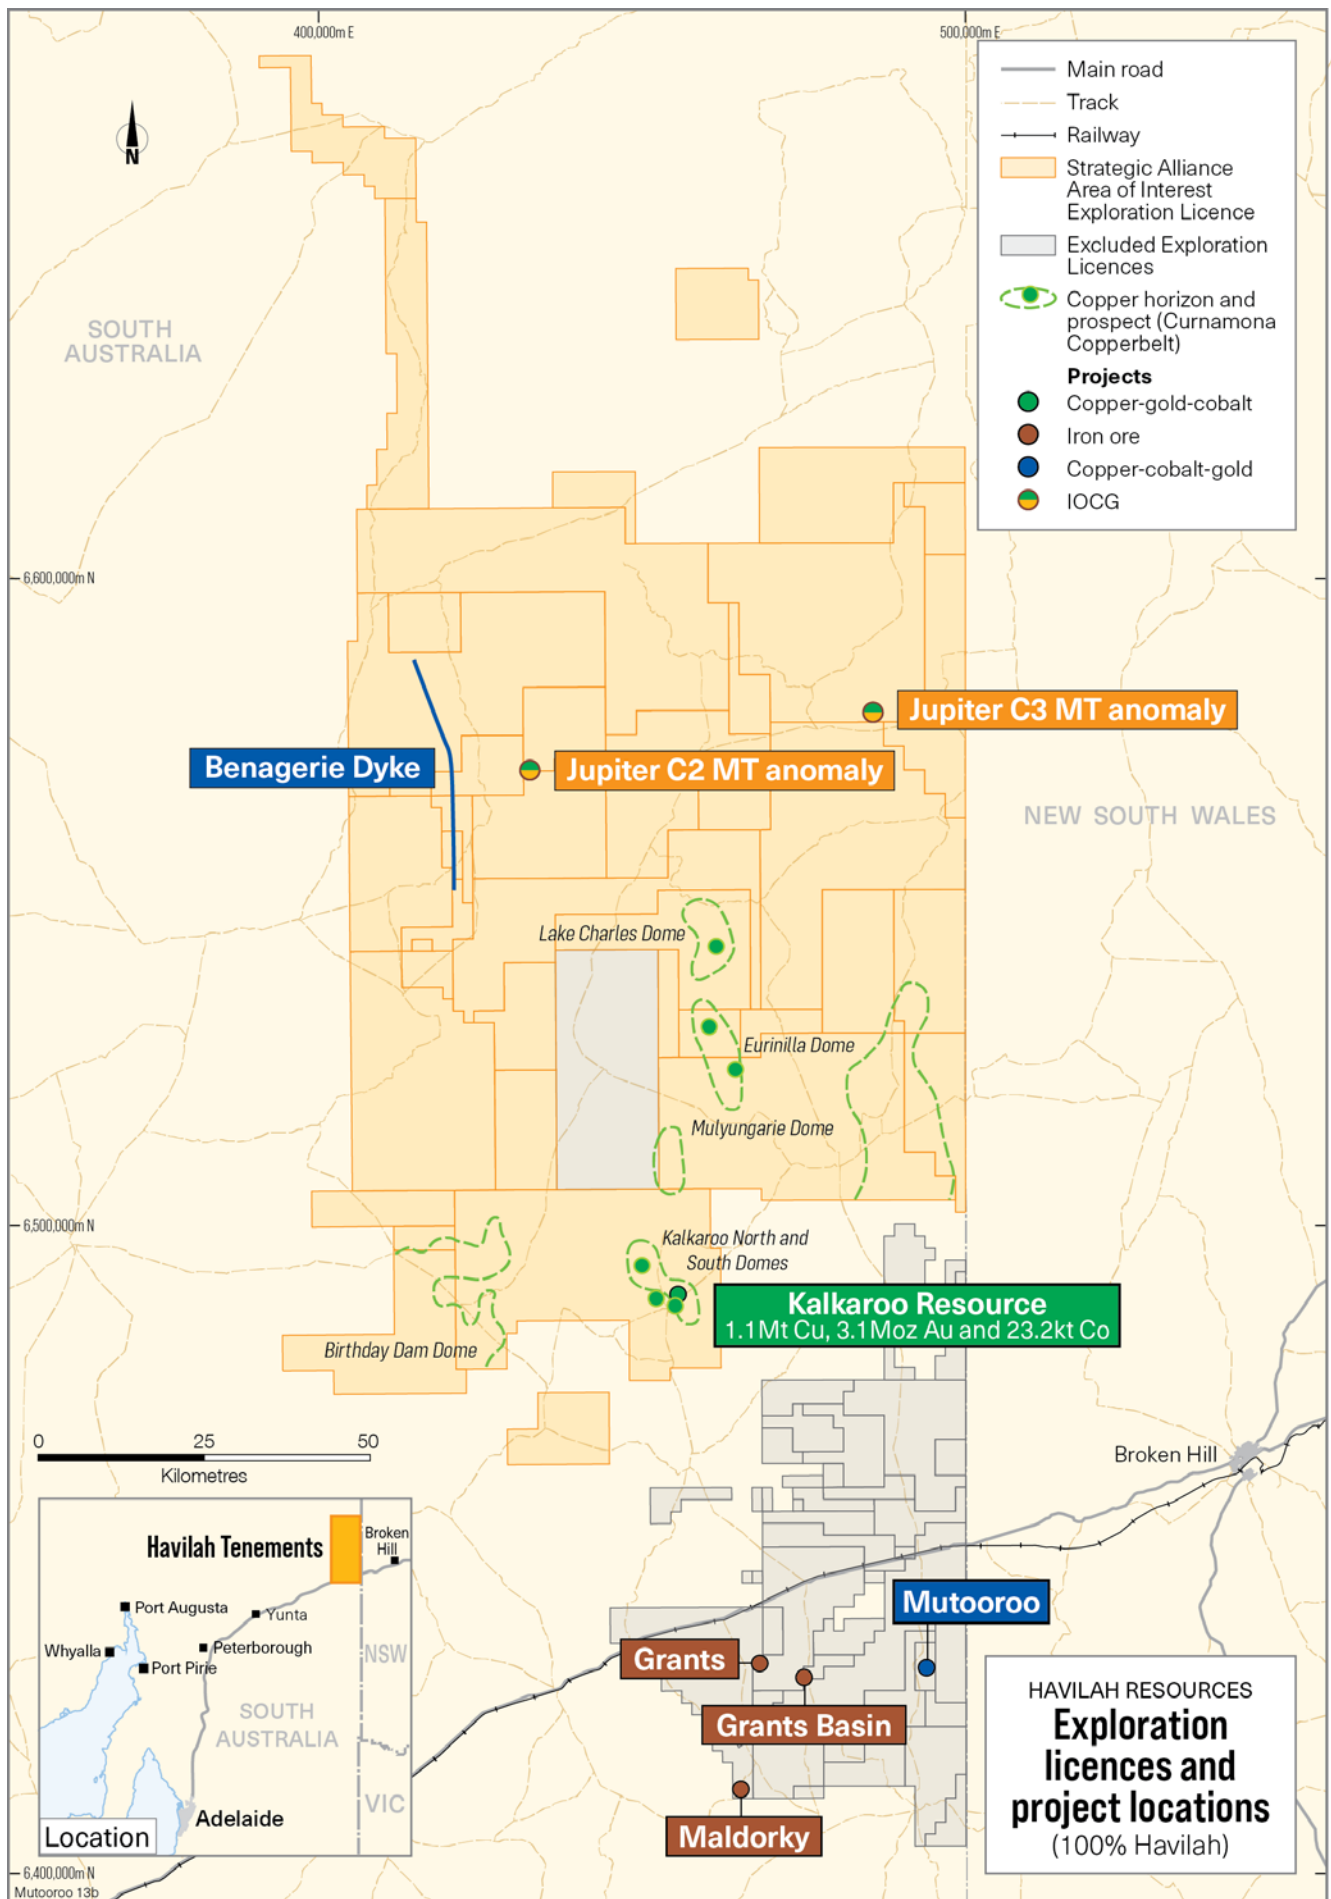 400,000m E
500,000m E
Main road
Track
Railway
Strategic Alliance
Area of Interest
Exploration Licence
Excluded Exploration
Licences
Copper horizon and
prospect (Curnamona
Copperbelt)
Projects
Copper-gold-cobalt
Iron ore
Copper-cobalt-gold
IOCG
N
SOUTH
AUSTRALIA
6,600,000m N
Jupiter C3 MT anomaly
Benagerie Dyke
Jupiter C2 MT anomaly
NEW SOUTH WALES
Lake Charles Dome
Eurinilla Dome
Mulyungarie Dome
6,500,000m N
Kalkaroo North and
South Domes
Kalkaroo Resource
1.1Mt Cu, 3.1Moz Au and 23.2kt Co
Birthday Dam Dome
0 25 50
Kilometres
Broken Hill
Havilah Tenements
Broken
Hill
Port Augusta
Yunta
Whyalla
Peterborough
Port Pirie
NSW
SOUTH
AUSTRALIA
VIC
Adelaide
Location
Mutooroo
Grants
Grants Basin
Maldorky
HAVILAH RESOURCES
Exploration
licences and
project locations
(100% Havilah)
6,400,000m N
Mutooroo 13b